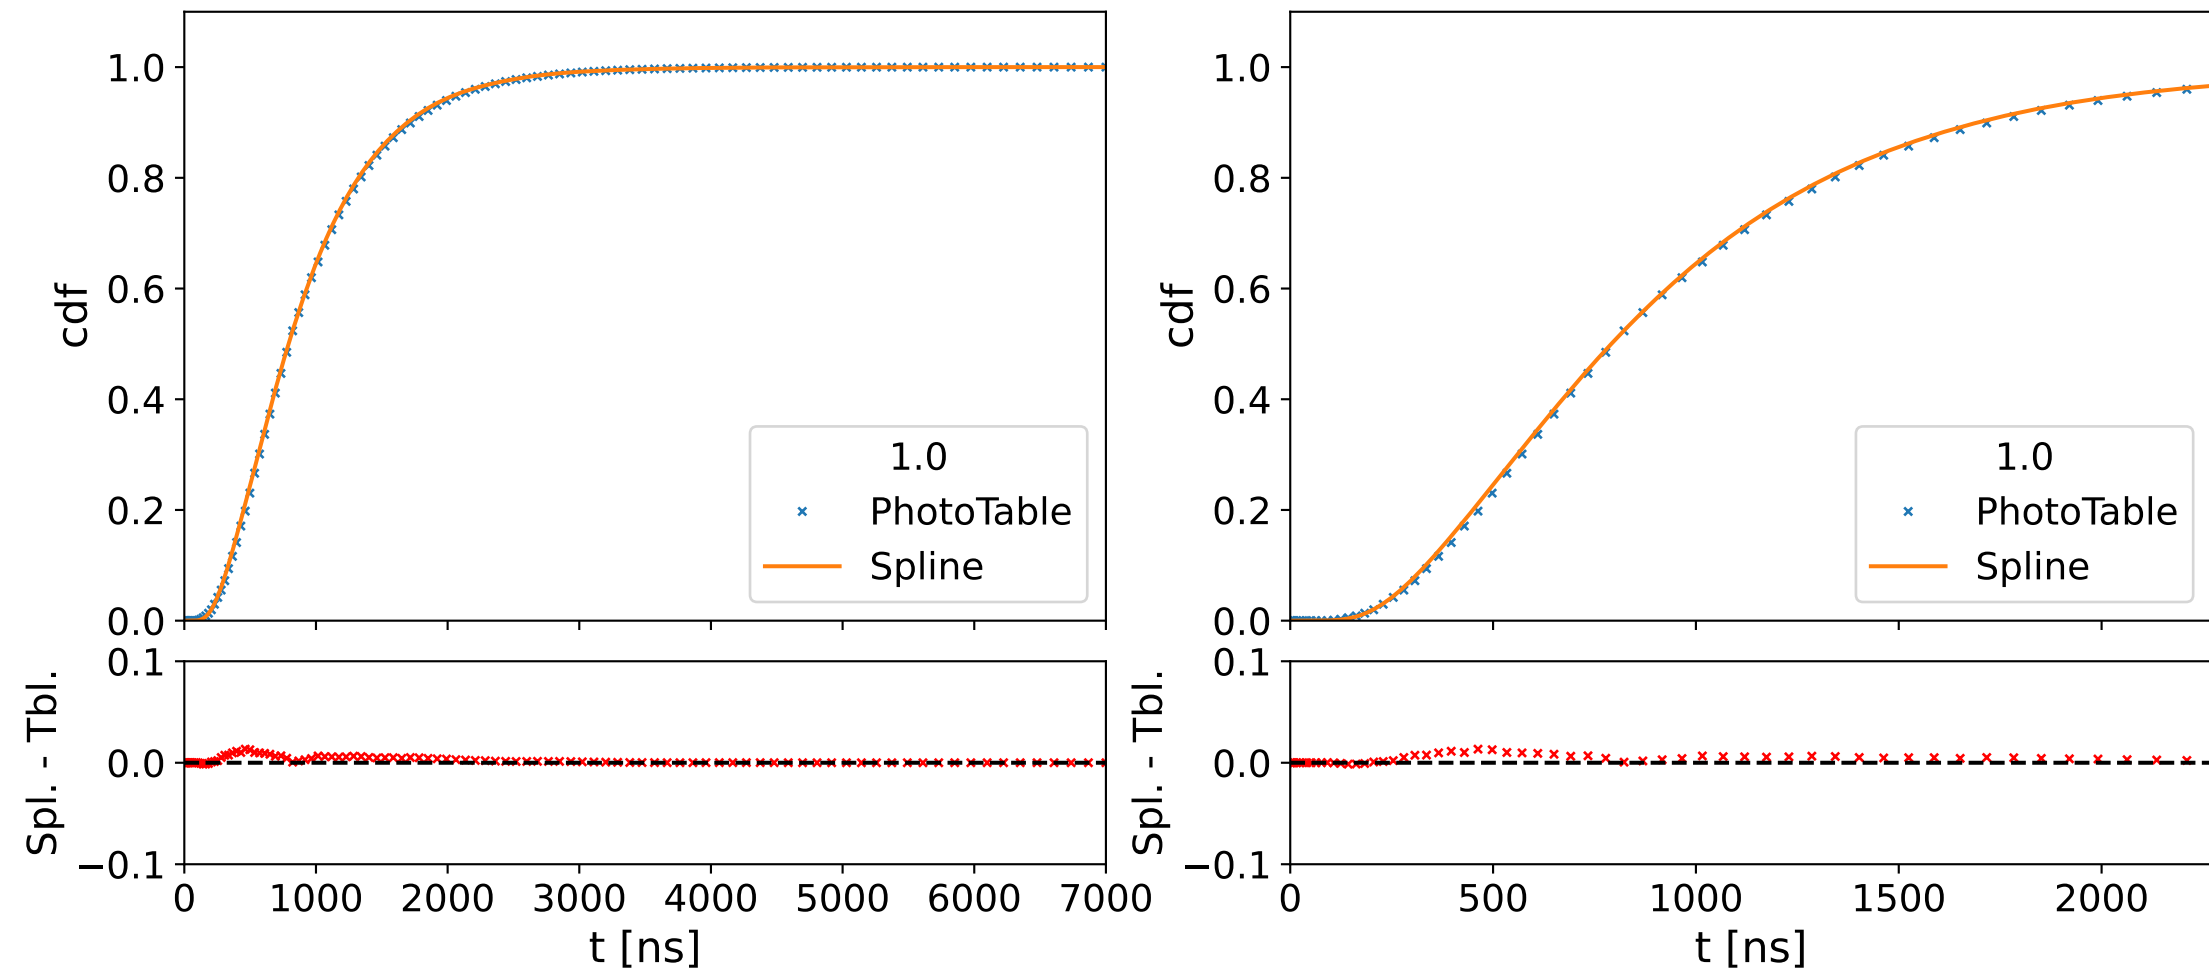 1.0
0.8
0.6
0.4
0.2
0.0
cdf
1.0
PhotoTable
Spline
0.1
0.0
−0.1
Spl. - Tbl.
0 1000 2000 3000 4000 5000 6000 7000
t [ns]
1.0
0.8
0.6
0.4
0.2
0.0
cdf
1.0
PhotoTable
Spline
0.1
0.0
−0.1
Spl. - Tbl.
0 500 1000 1500 2000
t [ns]